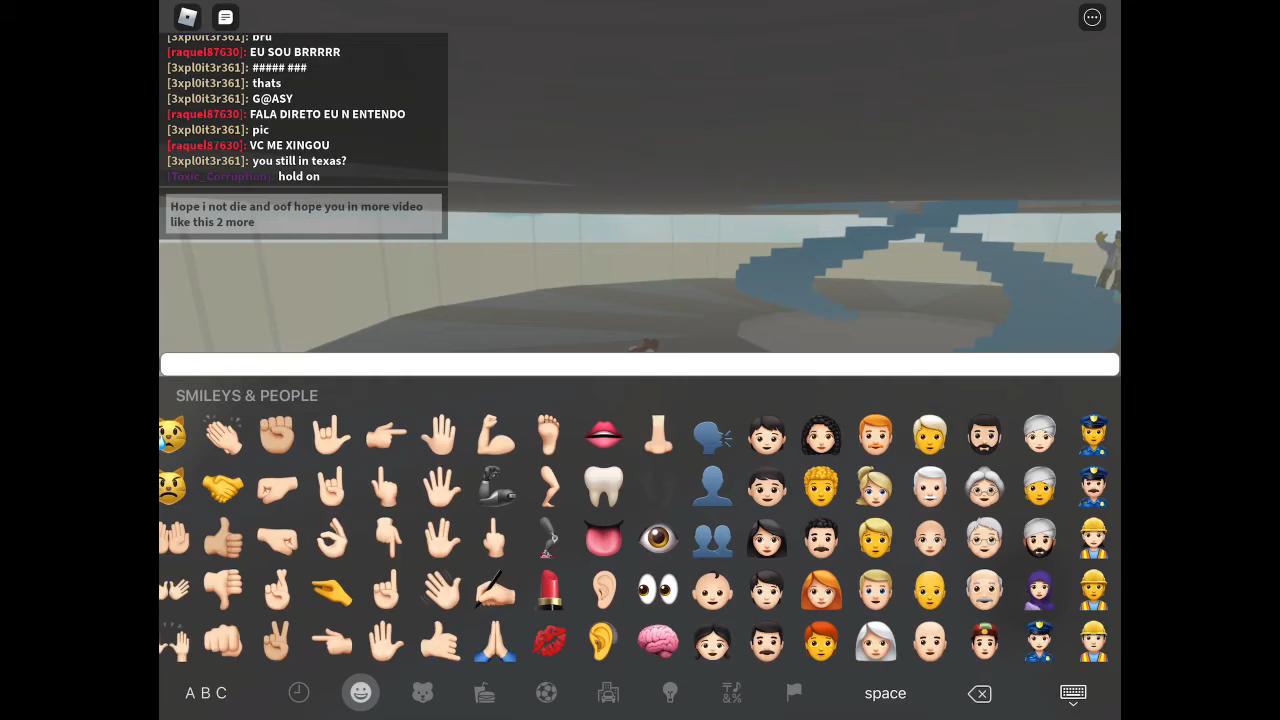 [3xpl0it3r361]: bru
[raquel87630]: EU SOU BRRRRR
[3xpl0it3r361]: ##### ###
[3xpl0it3r361]: thats
[3xpl0it3r361]: G@ASY
[raquel87630]: FALA DIRETO EU N ENTENDO
[3xpl0it3r361]: pic
[raquel87630]: VC ME XINGOU
[3xpl0it3r361]: you still in texas?
[Toxic_Corruption]: hold on
Hope i not die and oof hope you in more video
like this 2 more
SMILEYS & PEOPLE
A B C
space